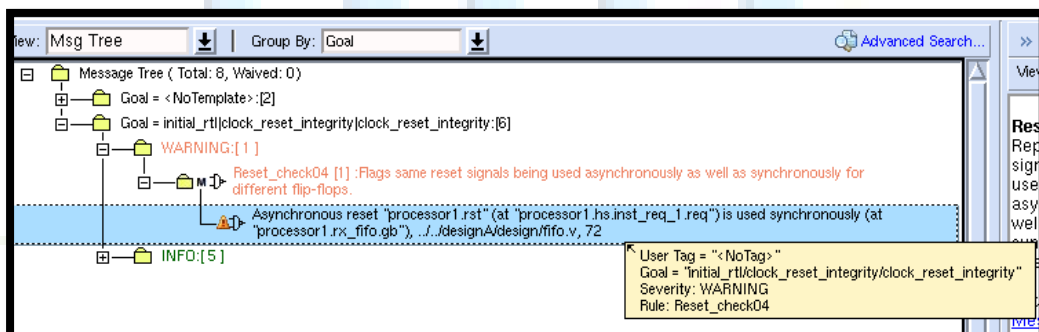 iew: Msg Tree Group By: Goal Advanced Search... »
Message Tree ( Total: 8, Waived: 0) Vie
Goal = <NoTemplate>:[2]
Goal = initial_rtl|clock_reset_integrity|clock_reset_integrity:[6]
WARNING:[ 1 ]
Reset_check04 [1] :Flags same reset signals being used asynchronously as well as synchronously for
different flip-flops.
M
Asynchronous reset "processor1.rst" (at "processor1.hs.inst_req_1.req") is used synchronously (at
"processor1.rx_fifo.gb"), ../../designA/design/fifo.v, 72
INFO:[ 5 ]
User Tag = "<NoTag>"
Goal = "initial_rtl/clock_reset_integrity/clock_reset_integrity"
Severity: WARNING
Rule: Reset_check04
Res
Rep
sign
use
asy
wel
Mes